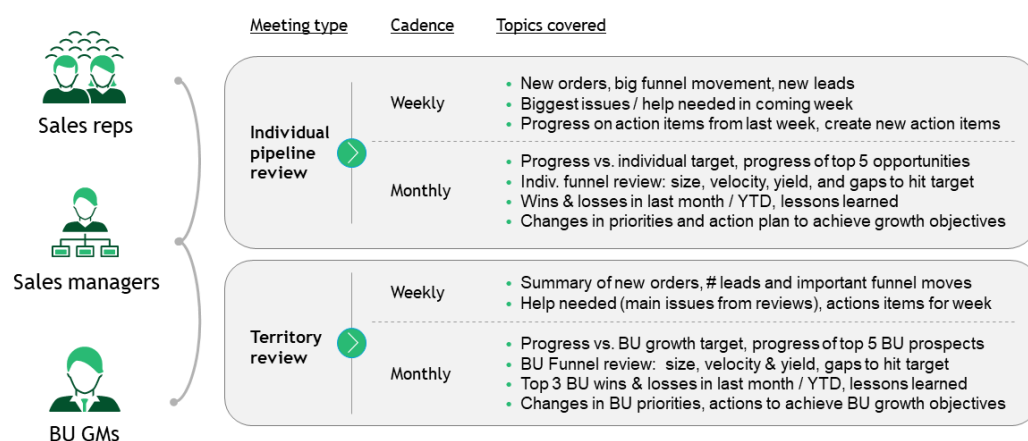 Meeting type
Cadence
Topics covered
Sales reps
Sales managers
BU GMs
Individual
pipeline
review
Weekly
• New orders, big funnel movement, new leads
• Biggest issues / help needed in coming week
• Progress on action items from last week, create new action items
Monthly
• Progress vs. individual target, progress of top 5 opportunities
• Indiv. funnel review: size, velocity, yield, and gaps to hit target
• Wins & losses in last month / YTD, lessons learned
• Changes in priorities and action plan to achieve growth objectives
Territory
review
Weekly
• Summary of new orders, # leads and important funnel moves
• Help needed (main issues from reviews), actions items for week
Monthly
• Progress vs. BU growth target, progress of top 5 BU prospects
• BU Funnel review: size, velocity & yield, gaps to hit target
• Top 3 BU wins & losses in last month / YTD, lessons learned
• Changes in BU priorities, actions to achieve BU growth objectives